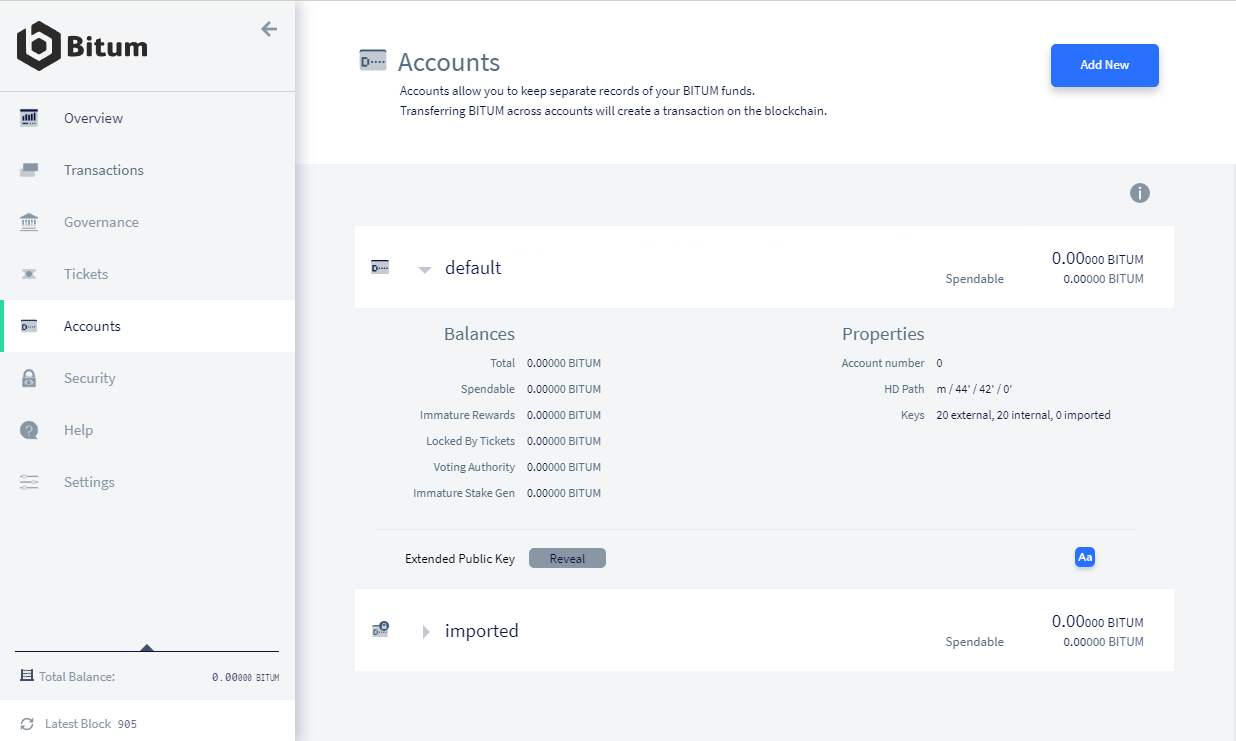 Bitum
Overview
Transactions
Governance
Tickets
Accounts
Security
Help
Settings
Total Balance: 0.00000 BITUM
Latest Block 905
D···· Accounts
Accounts allow you to keep separate records of your BITUM funds.
Transferring BITUM across accounts will create a transaction on the blockchain.
Add New
i
default
0.00000 BITUM
Spendable 0.00000 BITUM
Balances
Total 0.00000 BITUM
Spendable 0.00000 BITUM
Immature Rewards 0.00000 BITUM
Locked By Tickets 0.00000 BITUM
Voting Authority 0.00000 BITUM
Immature Stake Gen 0.00000 BITUM
Properties
Account number 0
HD Path m / 44' / 42' / 0'
Keys 20 external, 20 internal, 0 imported
Extended Public Key Reveal
Aa
imported
0.00000 BITUM
Spendable 0.00000 BITUM